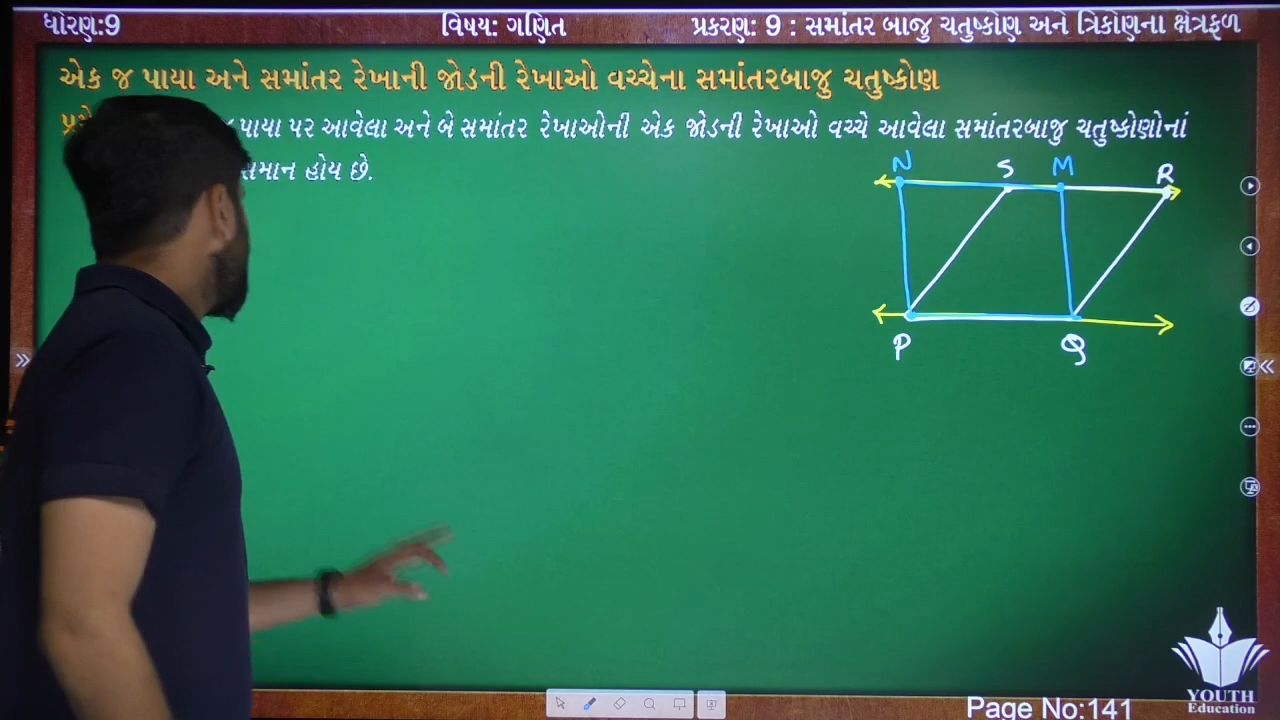 ધોરણ:9 વિષય: ગણિત પ્રકરણ: 9 : સમાંતર બાજુ ચતુષ્કોણ અને ત્રિકોણના ક્ષેત્રફળ
એક જ પાયા અને સમાંતર રેખાની જોડની રેખાઓ વચ્ચેના સમાંતરબાજુ ચતુષ્કોણ
પાયા પર આવેલા અને બે સમાંતર રેખાઓની એક જોડની રેખાઓ વચ્ચે આવેલા સમાંતરબાજુ ચતુષ્કોણોનાં
સમાન હોય છે.
N S M R
P Q
YOUTH
Education
Page No:141